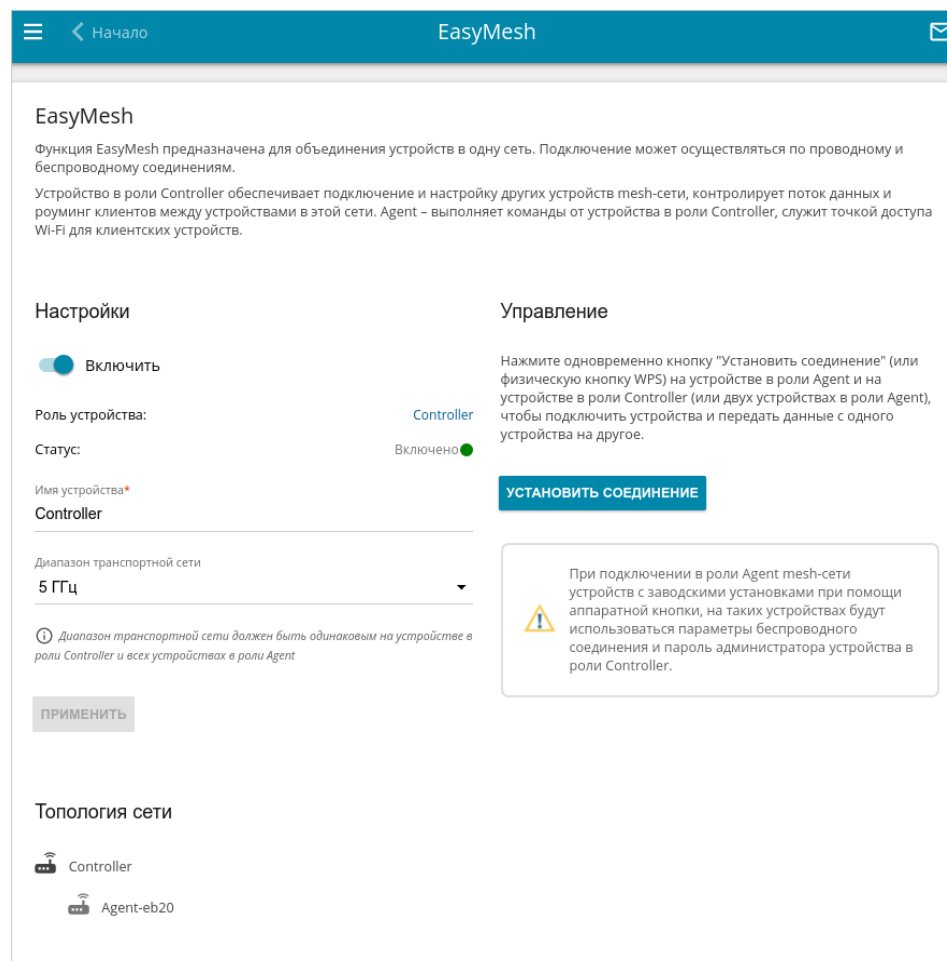 Начало
EasyMesh
EasyMesh
Функция EasyMesh предназначена для объединения устройств в одну сеть. Подключение может осуществляться по проводному и
беспроводному соединениям.
Устройство в роли Controller обеспечивает подключение и настройку других устройств mesh-сети, контролирует поток данных и
роуминг клиентов между устройствами в этой сети. Agent – выполняет команды от устройства в роли Controller, служит точкой доступа
Wi-Fi для клиентских устройств.
Настройки
Включить
Роль устройства:
Controller
Статус:
Включено
Имя устройства*
Controller
Диапазон транспортной сети
5 ГГц
Диапазон транспортной сети должен быть одинаковым на устройстве в
роли Controller и всех устройствах в роли Agent
ПРИМЕНИТЬ
Управление
Нажмите одновременно кнопку "Установить соединение" (или
физическую кнопку WPS) на устройстве в роли Agent и на
устройстве в роли Controller (или двух устройствах в роли Agent),
чтобы подключить устройства и передать данные с одного
устройства на другое.
УСТАНОВИТЬ СОЕДИНЕНИЕ
При подключении в роли Agent mesh-сети
устройств с заводскими установками при помощи
аппаратной кнопки, на таких устройствах будут
использоваться параметры беспроводного
соединения и пароль администратора устройства в
роли Controller.
Топология сети
Controller
Agent-eb20